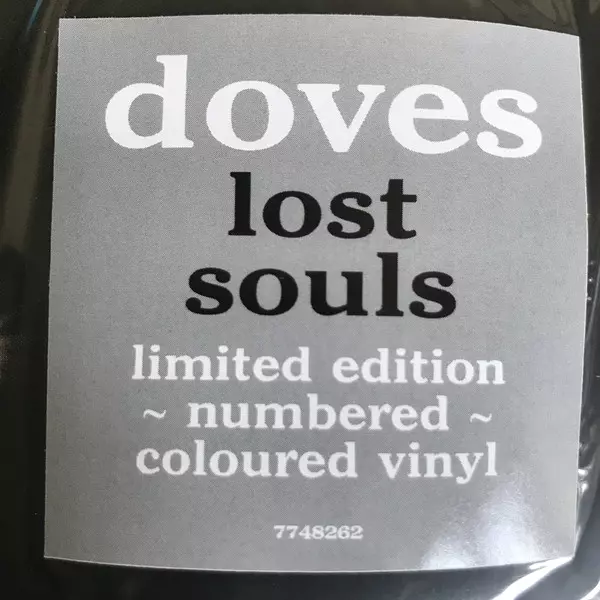 doves
lost
souls
limited edition
~ numbered ~
coloured vinyl
7748262